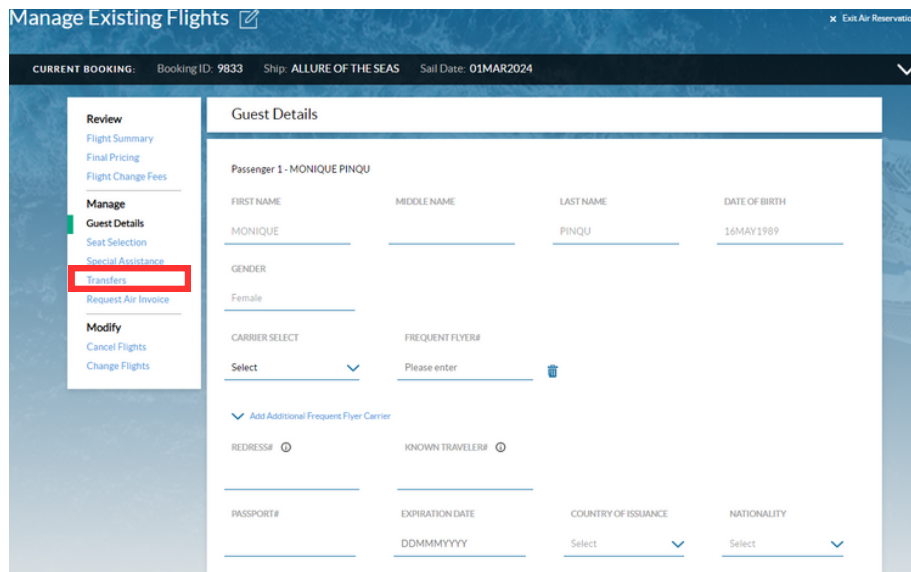 Manage Existing Flights
× Exit Air Reservatio
CURRENT BOOKING: Booking ID: 9833 Ship: ALLURE OF THE SEAS Sail Date: 01MAR2024
Review
Flight Summary
Final Pricing
Flight Change Fees
Manage
Guest Details
Seat Selection
Special Assistance
Transfers
Request Air Invoice
Modify
Cancel Flights
Change Flights
Guest Details
Passenger 1 - MONIQUE PINQU
FIRST NAME MIDDLE NAME LAST NAME DATE OF BIRTH
MONIQUE PINQU 16MAY1989
GENDER
Female
CARRIER SELECT FREQUENT FLYER#
Select Please enter
Add Additional Frequent Flyer Carrier
REDRESS# KNOWN TRAVELER#
PASSPORT# EXPIRATION DATE COUNTRY OF ISSUANCE NATIONALITY
DDMMMYYYY Select Select